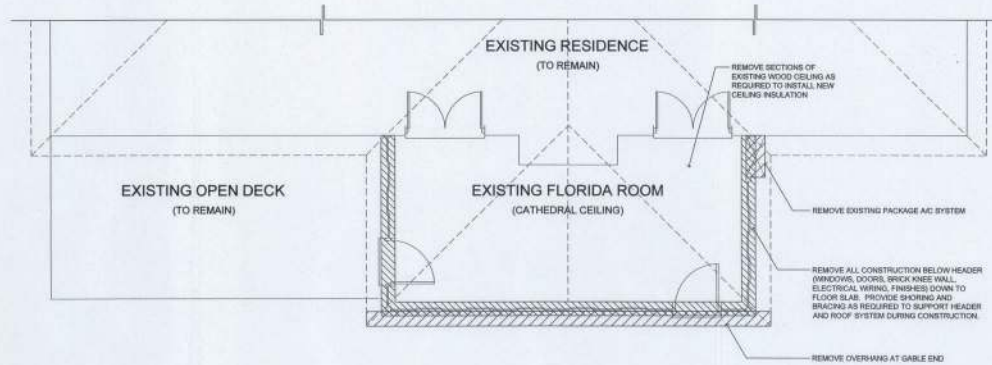 EXISTING RESIDENCE
(TO REMAIN)
REMOVE SECTIONS OF
EXISTING WOOD CEILING AS
REQUIRED TO INSTALL NEW
CEILING INSULATION
EXISTING OPEN DECK
(TO REMAIN)
EXISTING FLORIDA ROOM
(CATHEDRAL CEILING)
REMOVE EXISTING PACKAGE A/C SYSTEM
REMOVE ALL CONSTRUCTION BELOW HEADER
(WINDOWS, DOORS, BRICK KNEE WALL,
ELECTRICAL WIRING, FINISHES) DOWN TO
FLOOR SLAB. PROVIDE SHORING AND
BRACING AS REQUIRED TO SUPPORT HEADER
AND ROOF SYSTEM DURING CONSTRUCTION.
REMOVE OVERHANG AT GABLE END